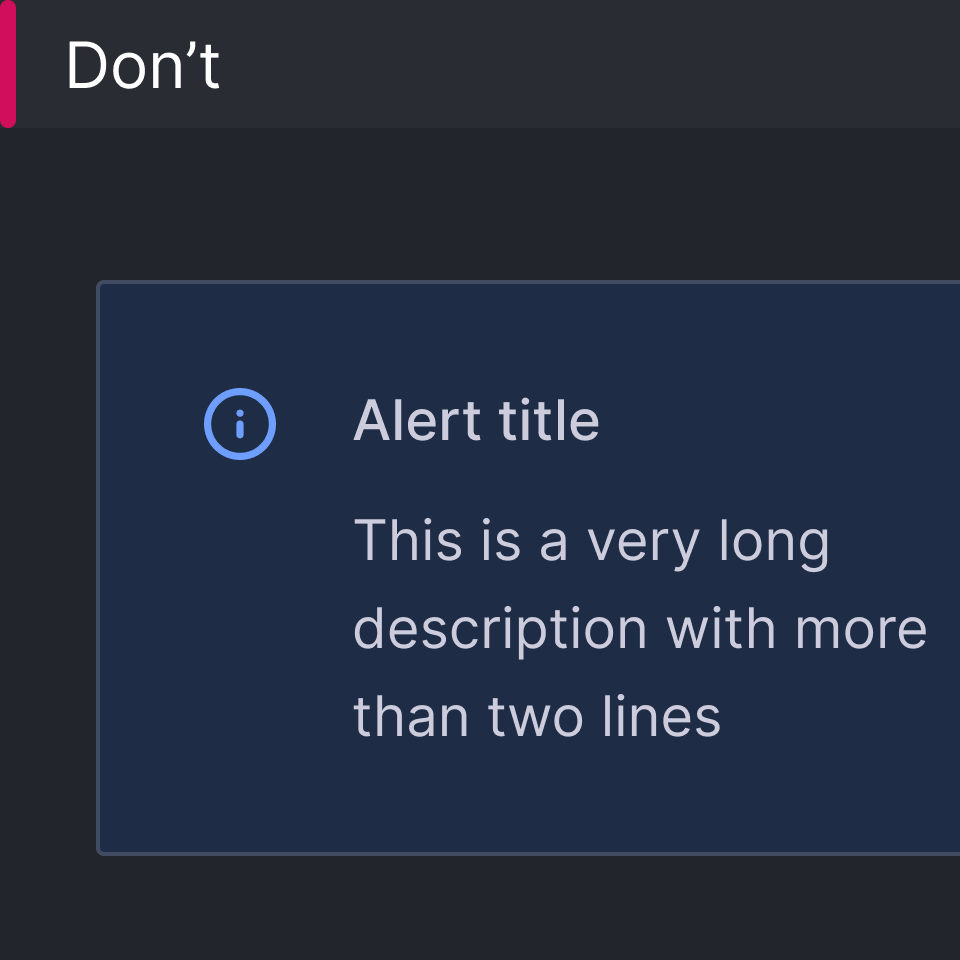 Don’t
Alert title
This is a very long
description with more
than two lines